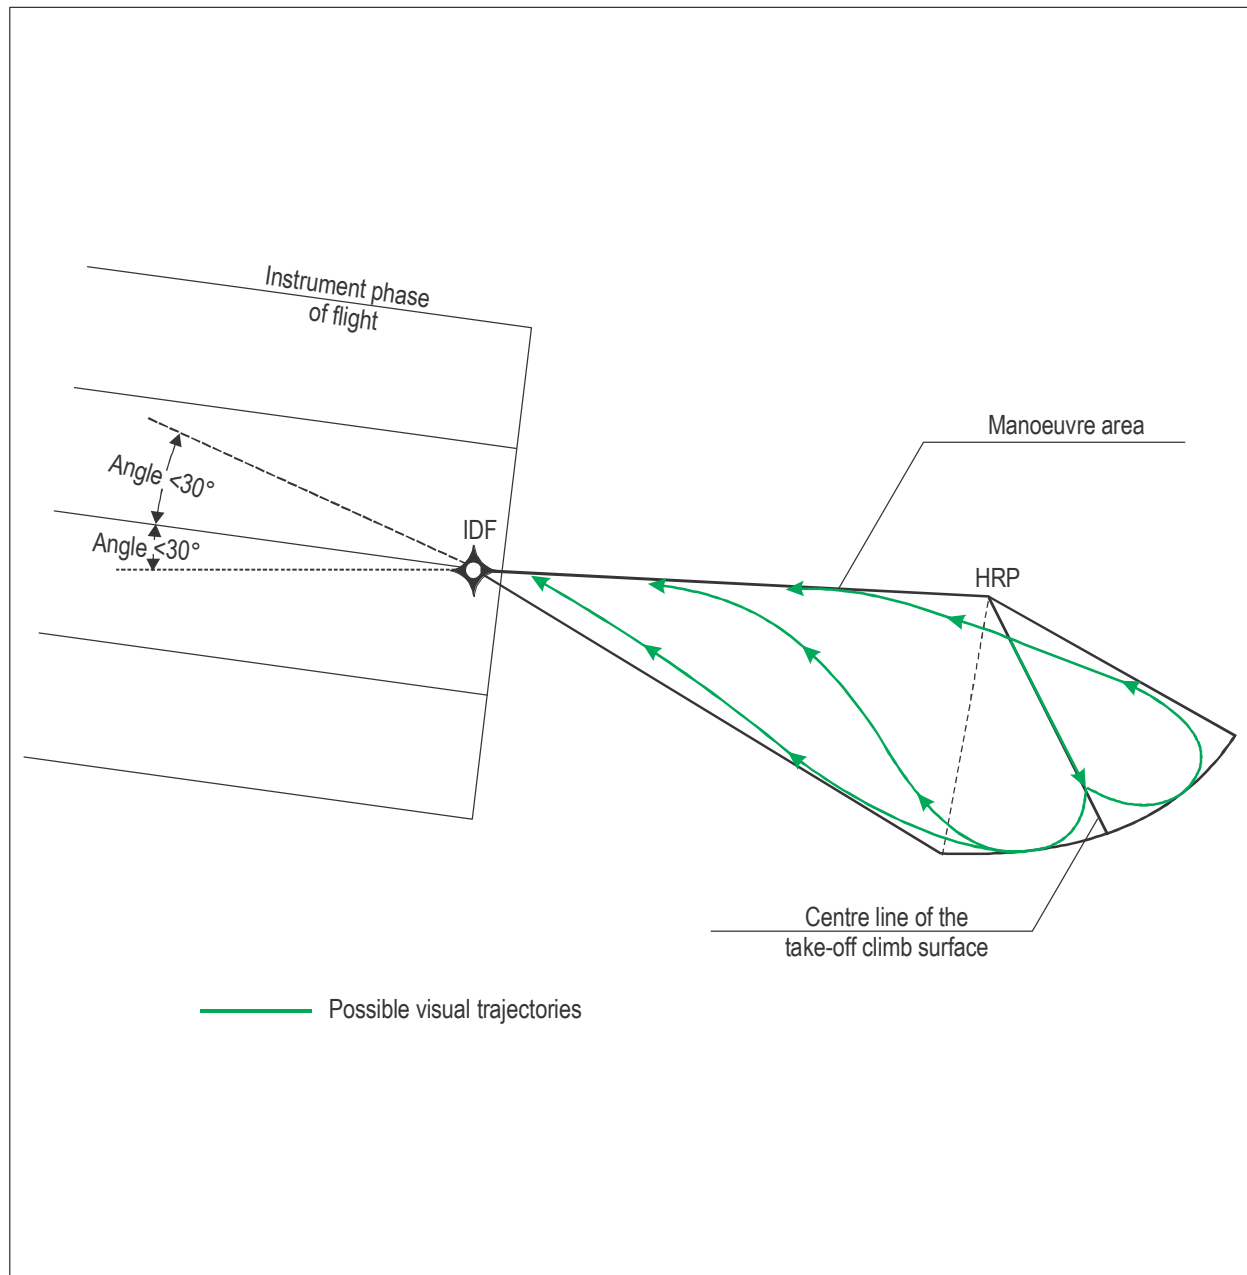 Instrument phase
of flight
Manoeuvre area
Angle <30°
IDF
Angle <30°
HRP
Centre line of the
take-off climb surface
Possible visual trajectories